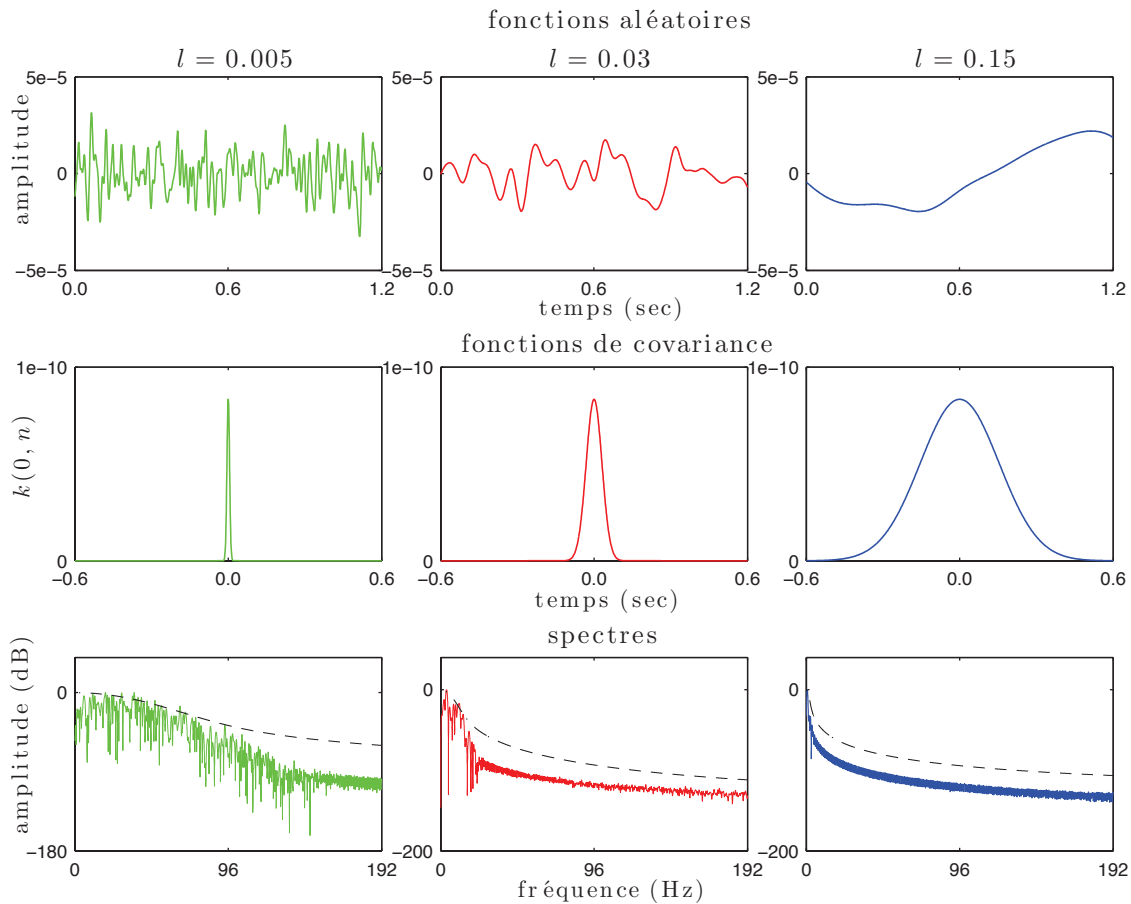 fonctions aléatoires
l = 0.005 l = 0.03 l = 0.15
amplitude
5e-5 5e-5 5e-5
0 0 0
−5e-5 −5e-5 −5e-5
0.0 0.6 1.2 0.0 0.6 1.2 0.0 0.6 1.2
temps (sec)
fonctions de covariance
k(0, n)
1e-10 1e-10 1e-10
0 0 0
−0.6 0.0 0.6 −0.6 0.0 0.6 −0.6 0.0 0.6
temps (sec)
spectres
amplitude (dB)
0 0 0
−180 −200 −200
0 96 192 0 96 192 0 96 192
fréquence (Hz)